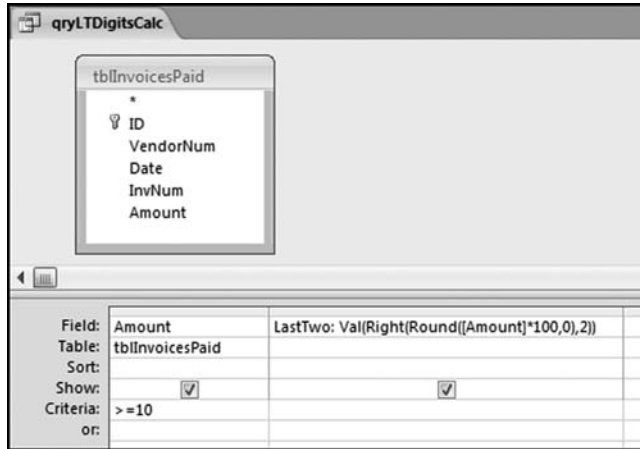 qryLTDigitsCalc
tblInvoicesPaid
*
ID
VendorNum
Date
InvNum
Amount
Field: Amount LastTwo: Val(Right(Round([Amount]*100,0),2))
Table: tblInvoicesPaid
Sort:
Show:
Criteria: >=10
or: